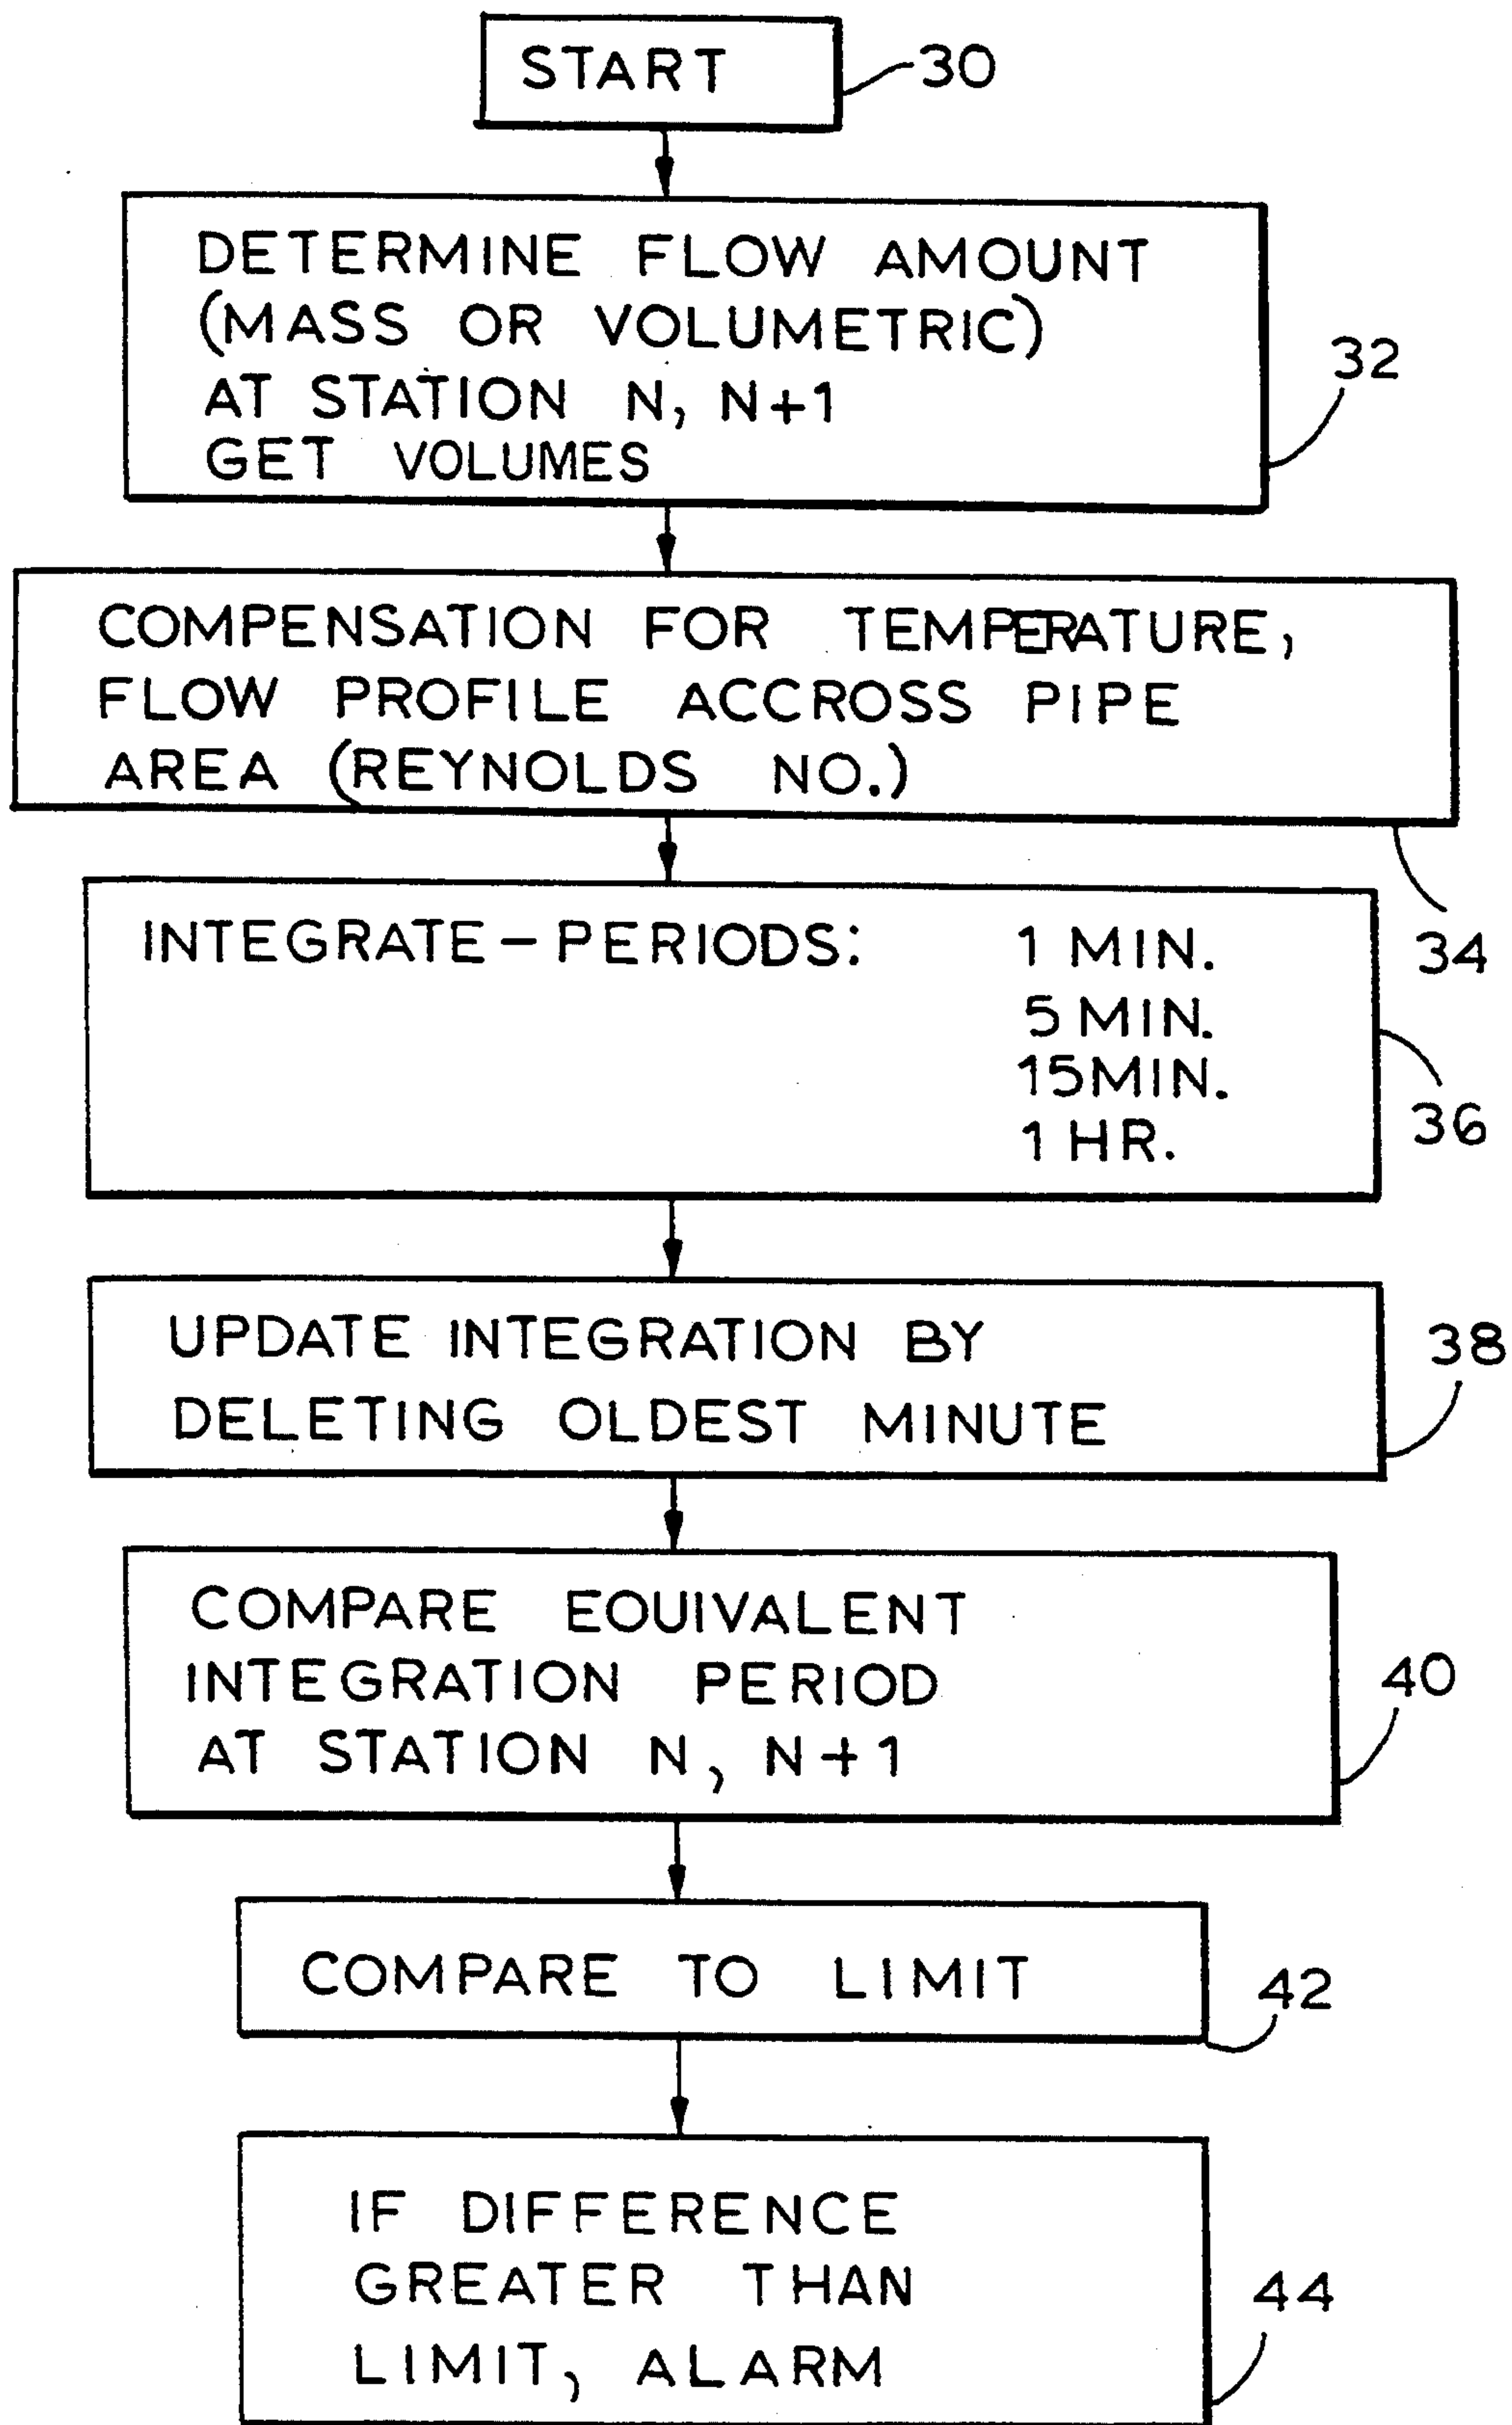 START
30
DETERMINE FLOW AMOUNT
(MASS OR VOLUMETRIC)
AT STATION N, N+1
GET VOLUMES
32
COMPENSATION FOR TEMPERATURE,
FLOW PROFILE ACCROSS PIPE
AREA (REYNOLDS NO.)
34
INTEGRATE-PERIODS: 1 MIN.
5 MIN.
15MIN.
1 HR.
36
UPDATE INTEGRATION BY
DELETING OLDEST MINUTE
38
COMPARE EOUIVALENT
INTEGRATION PERIOD
AT STATION N, N+1
40
COMPARE TO LIMIT
42
IF DIFFERENCE
GREATER THAN
LIMIT, ALARM
44